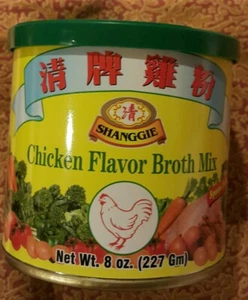 清牌雞粉
清
SHANGGIE
Chicken Flavor Broth Mix
Net Wt. 8 oz. (227 Gm)